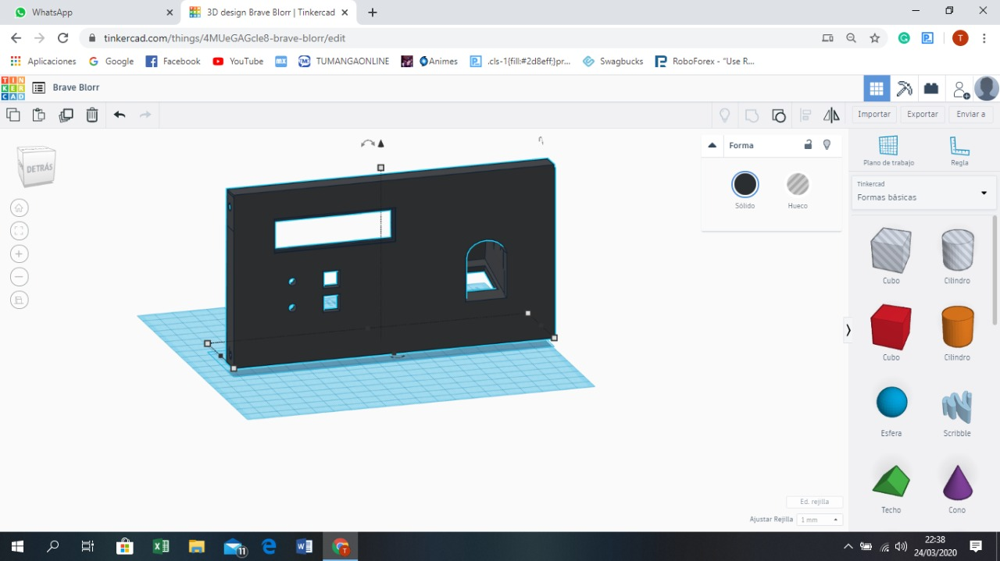 WhatsApp
3D design Brave Blorr | Tinkercad
tinkercad.com/things/4MUeGAGcle8-brave-blorr/edit
T
Aplicaciones
Google
Facebook
YouTube
mx
TUMANGAONLINE
Animes
.cls-1{fill:#2d8eff;}pr...
Swagbucks
RoboForex - “Use R...
TIN
KER
CAD
Brave Blorr
Importar
Exportar
Enviar a
DETRÁS
Forma
Sólido
Hueco
Plano de trabajo
Regla
Tinkercad
Formas básicas
Cubo
Cilindro
Cubo
Cilindro
Esfera
Scribble
Techo
Cono
Ed. rejilla
Ajustar Rejilla
1 mm
11
T
22:38
24/03/2020